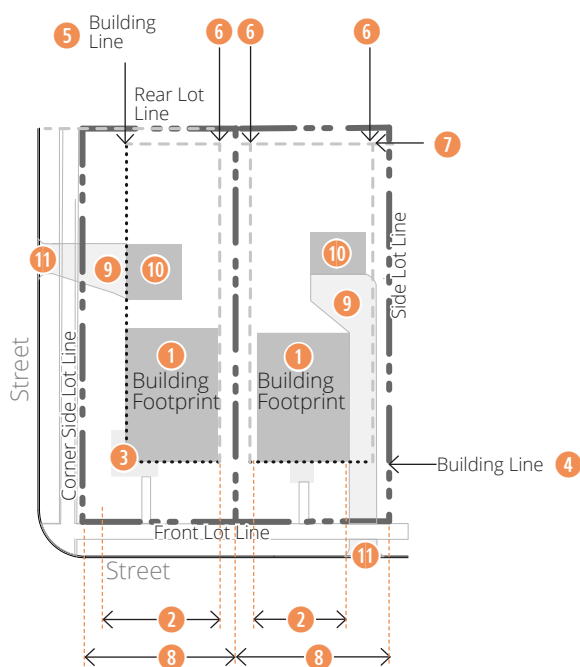 5 Building
Line
6 6 6
Rear Lot
Line
7
11 9 10
10
9
Side Lot Line
Street
Corner Side Lot Line
1
Building
Footprint
1
Building
Footprint
3
Building Line 4
Front Lot Line
Street
11
2 2
8 8